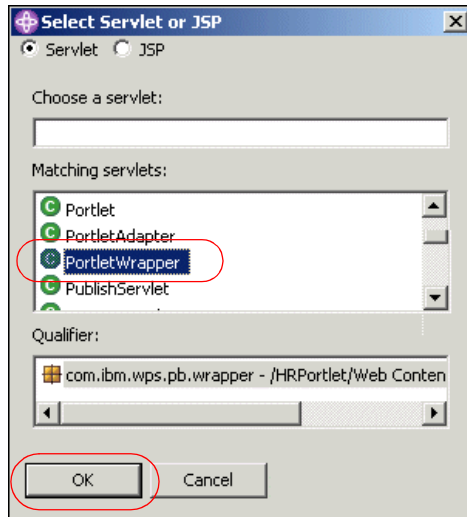 Select Servlet or JSP
Servlet JSP
Choose a servlet:
Matching servlets:
Portlet
PortletAdapter
PortletWrapper
PublishServlet
Qualifier:
com.ibm.wps.pb.wrapper - /HRPortlet/Web Conten
OK Cancel